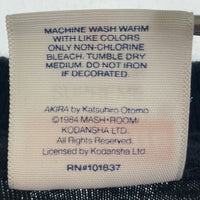 MACHINE WASH WARM
WITH LIKE COLORS
ONLY NON-CHLORINE
BLEACH. TUMBLE DRY
MEDIUM. DO NOT IRON
IF DECORATED.
AKIRA by Katsuhiro Otomo
©1984 MASH•ROOM/
KODANSHA LTD.
All Rights Reserved.
Licensed by Kodansha Ltd.
RN#101837